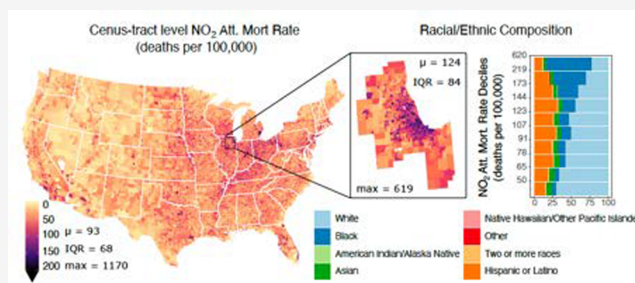 Cenus-tract level NO₂ Att. Mort Rate
(deaths per 100,000)
0
50
100
150
200
μ = 93
IQR = 68
max = 1170
μ = 124
IQR = 84
max = 619
Racial/Ethnic Composition
NO₂ Att. Mort. Rate Deciles
(deaths per 100,000)
620
219
173
144
123
107
91
78
65
50
0 25 50 75 100
White
Black
American Indian/Alaska Native
Asian
Native Hawaiian/Other Pacific Islande
Other
Two or more races
Hispanic or Latino